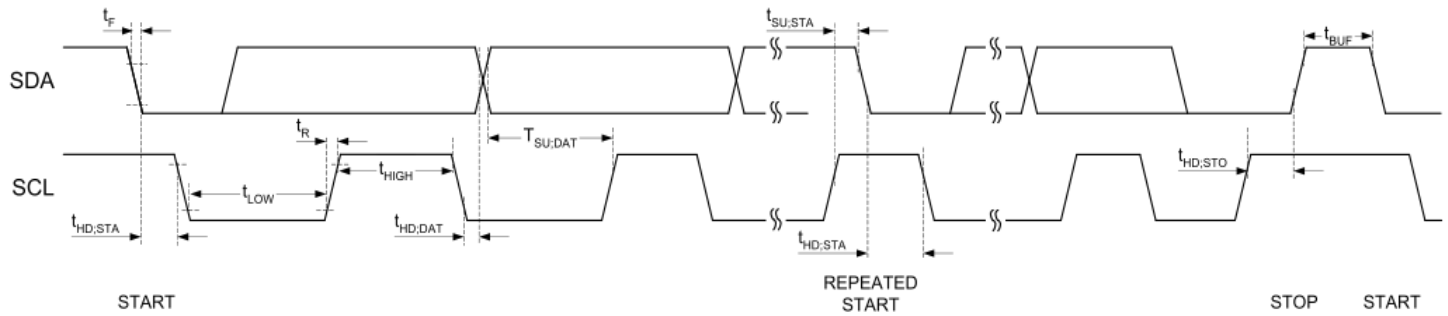 tF
tSU;STA
tBUF
SDA
tR
TSU;DAT
tHIGH
tHD;STO
SCL
tLOW
tHD;STA
tHD;DAT
tHD;STA
START
REPEATED
START
STOP
START